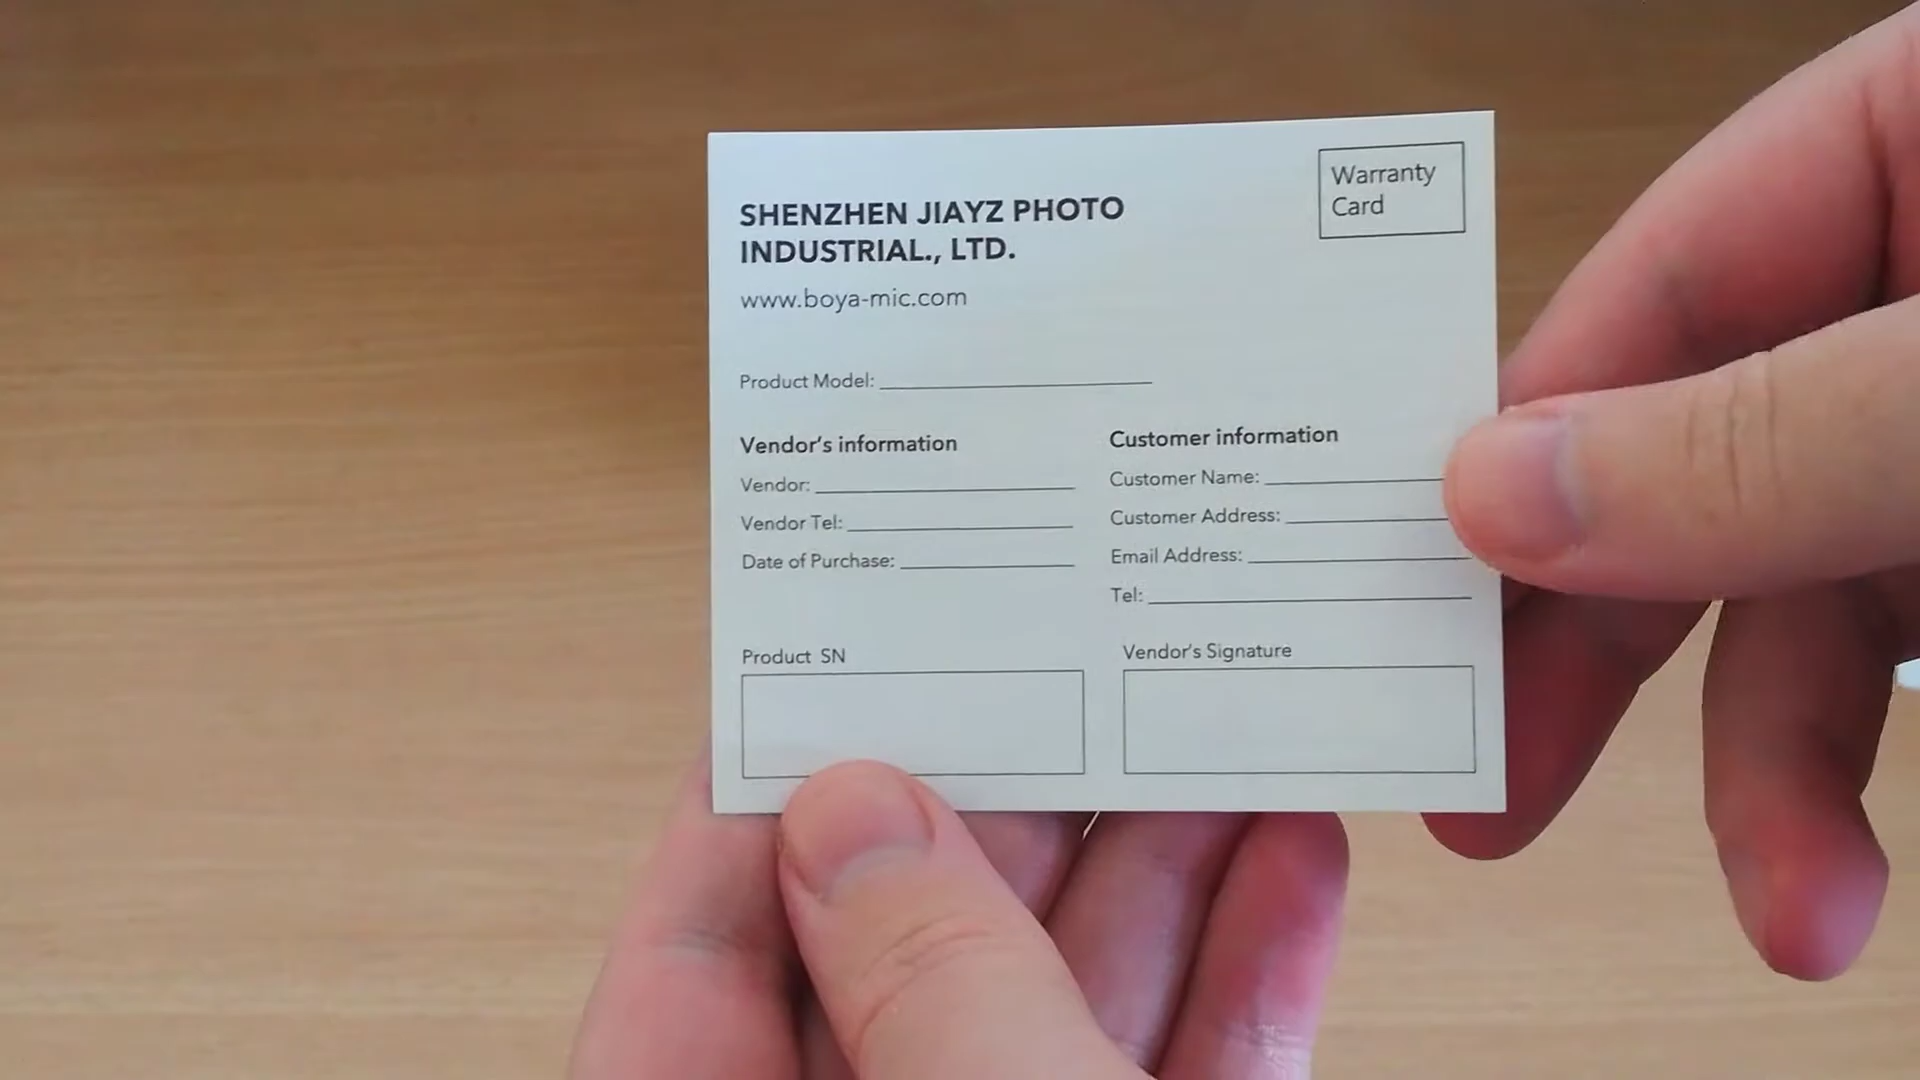 Warranty
Card
SHENZHEN JIAYZ PHOTO
INDUSTRIAL., LTD.
www.boya-mic.com
Product Model:
Vendor's information
Vendor:
Vendor Tel:
Date of Purchase:
Customer information
Customer Name:
Customer Address:
Email Address:
Tel:
Product SN
Vendor's Signature